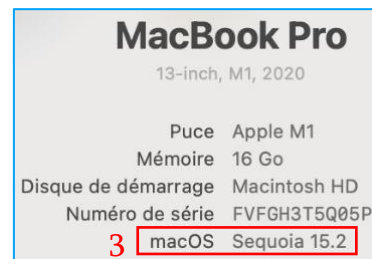 MacBook Pro
13-inch, M1, 2020
Puce Apple M1
Mémoire 16 Go
Disque de démarrage Macintosh HD
Numéro de série FVFGH3T5Q05P
3 macOS Sequoia 15.2